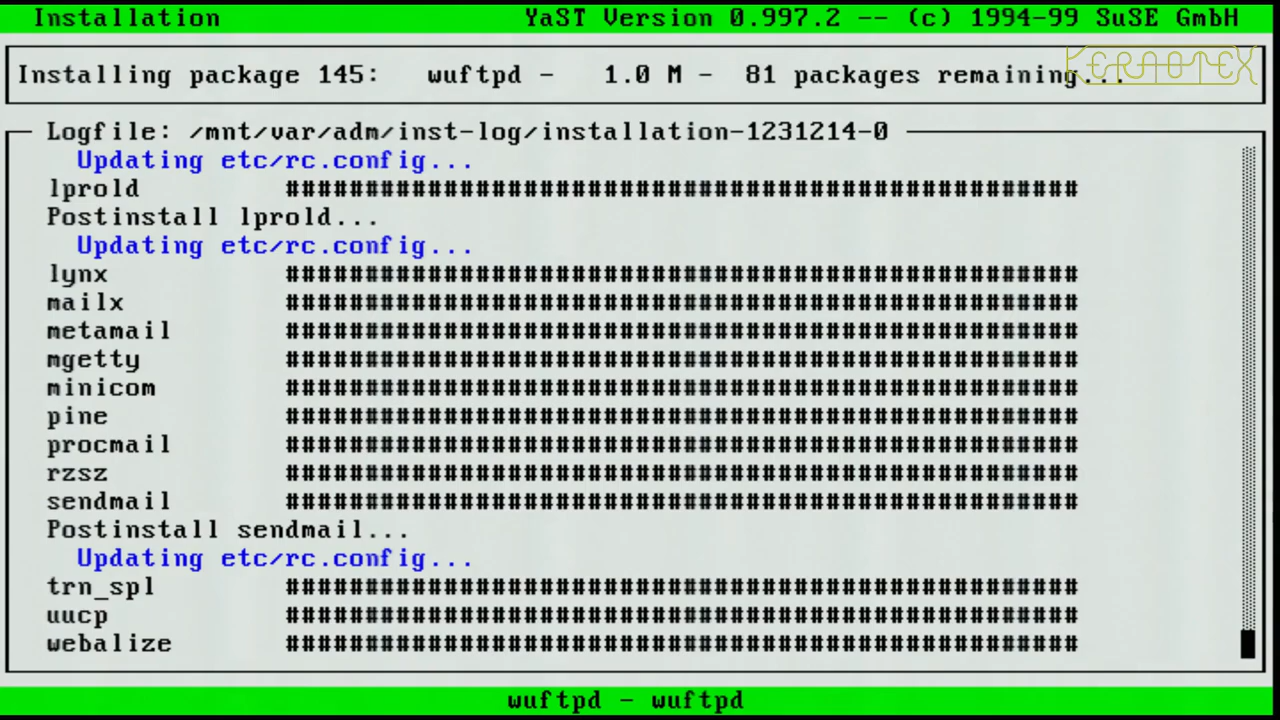 Installation YaST Version 0.997.2 -- (c) 1994-99 SuSE GmbH
KERNOTEX
Installing package 145: wuftpd - 1.0 M - 81 packages remaining...
Logfile: /mnt/var/adm/inst-log/installation-1231214-0
Updating etc/rc.config...
lprold ###################################################
Postinstall lprold...
Updating etc/rc.config...
lynx ##################################################
mailx ##################################################
metamail ##################################################
mgetty ##################################################
minicom ##################################################
pine ##################################################
procmail ##################################################
rzsz ##################################################
sendmail ##################################################
Postinstall sendmail...
Updating etc/rc.config...
trn_spl ##################################################
uucp ##################################################
webalize ##################################################
wuftpd - wuftpd